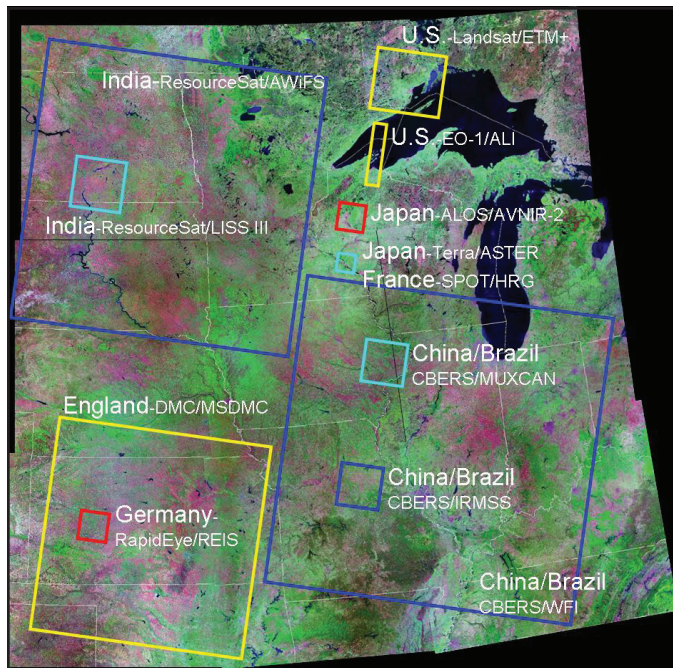 U.S.-Landsat/ETM+
India-ResourceSat/AWiFS
U.S.-EO-1/ALI
India-ResourceSat/LISS III
Japan-ALOS/AVNIR-2
Japan-Terra/ASTER
France-SPOT/HRG
China/Brazil
CBERS/MUXCAN
England-DMC/MSDMC
China/Brazil
CBERS/IRMSS
Germany-
RapidEye/REIS
China/Brazil
CBERS/WFI